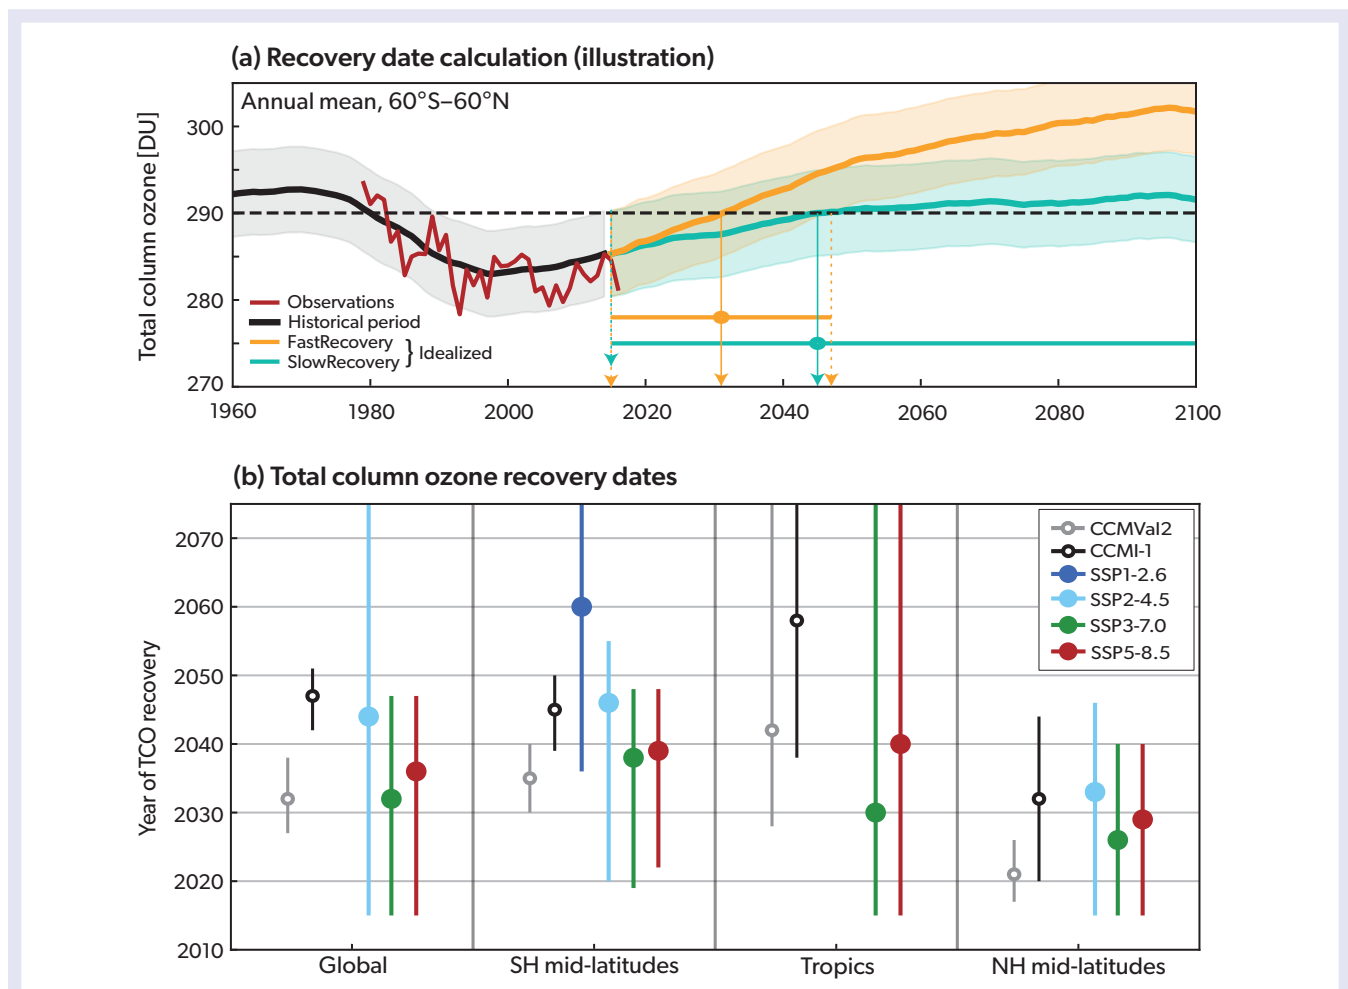 (a) Recovery date calculation (illustration)
Annual mean, 60°S–60°N
Total column ozone [DU]
300
290
280
270
Observations
Historical period
FastRecovery
SlowRecovery
} Idealized
1960 1980 2000 2020 2040 2060 2080 2100
(b) Total column ozone recovery dates
Year of TCO recovery
2070
2060
2050
2040
2030
2020
2010
CCMVal2
CCMI-1
SSP1-2.6
SSP2-4.5
SSP3-7.0
SSP5-8.5
Global SH mid-latitudes Tropics NH mid-latitudes